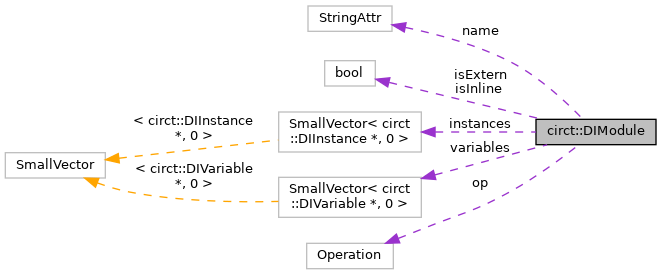 StringAttr
name
bool
isExtern
isInline
< circt::DIInstance
*, 0 >
SmallVector< circt
::DIInstance *, 0 >
instances
circt::DIModule
SmallVector
< circt::DIVariable
*, 0 >
SmallVector< circt
::DIVariable *, 0 >
variables
op
Operation